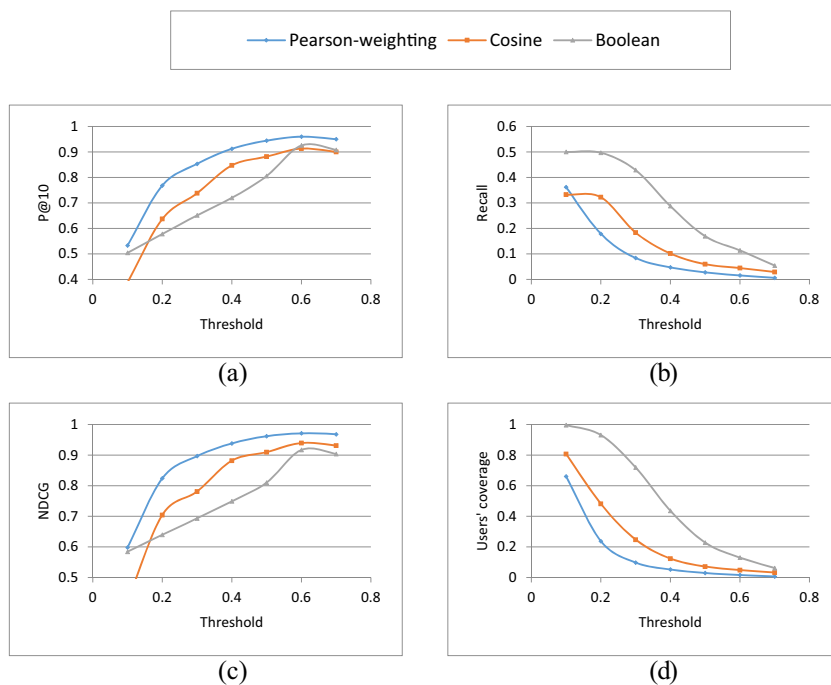 Pearson-weighting Cosine Boolean
1
0.9
0.8
0.7
0.6
0.5
0.4
P@10
0 0.2 0.4 0.6 0.8
Threshold
(a)
0.6
0.5
0.4
0.3
0.2
0.1
0
Recall
0 0.2 0.4 0.6 0.8
Threshold
(b)
1
0.9
0.8
0.7
0.6
0.5
NDCG
0 0.2 0.4 0.6 0.8
Threshold
(c)
1
0.8
0.6
0.4
0.2
0
Users' coverage
0 0.2 0.4 0.6 0.8
Threshold
(d)